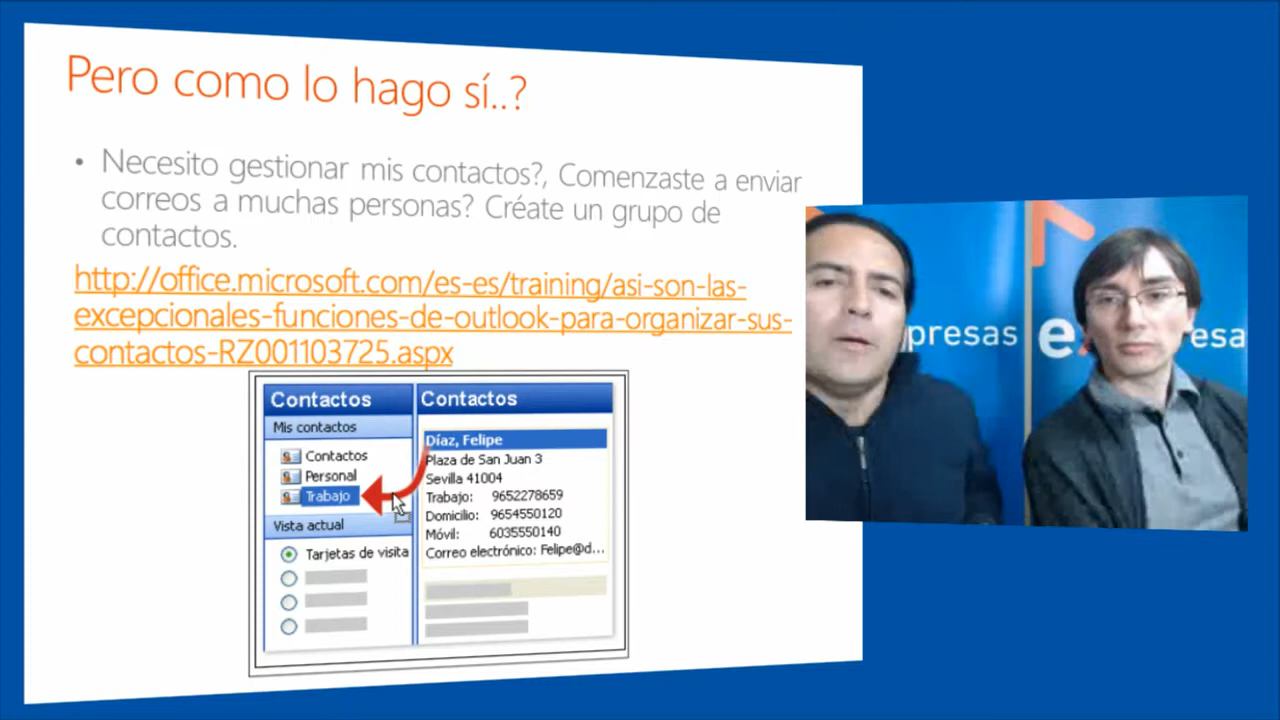 Pero como lo hago sí..?
• Necesito gestionar mis contactos?, Comenzaste a enviar
correos a muchas personas? Créate un grupo de
contactos.
http://office.microsoft.com/es-es/training/asi-son-las-
excepcionales-funciones-de-outlook-para-organizar-sus-
contactos-RZ001103725.aspx
Contactos
Mis contactos
Contactos
Personal
Trabajo
Vista actual
Tarjetas de visita
Contactos
Díaz, Felipe
Plaza de San Juan 3
Sevilla 41004
Trabajo: 9652278659
Domicilio: 9654550120
Móvil: 6035550140
Correo electrónico: Felipe@d...
presas
e
esa